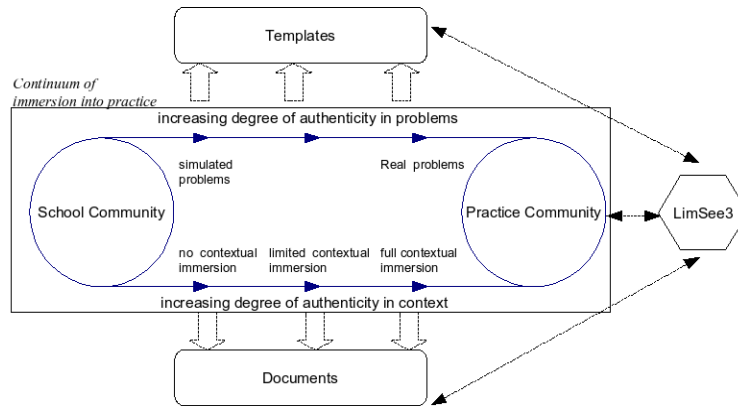 Templates
Continuum of
immersion into practice
increasing degree of authenticity in problems
simulated
problems
Real problems
School Community
Practice Community
LimSee3
no contextual
immersion
limited contextual
immersion
full contextual
immersion
increasing degree of authenticity in context
Documents